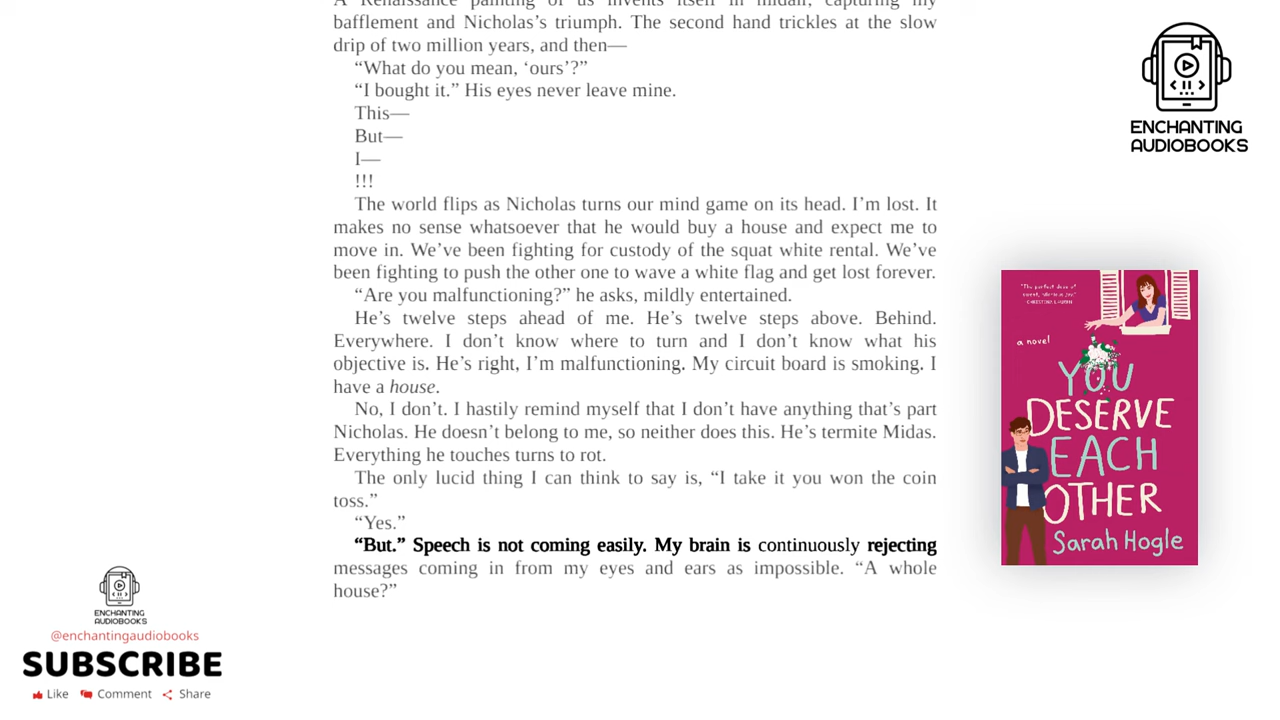 A Renaissance painting of us invents itself in midair, capturing my
bafflement and Nicholas’s triumph. The second hand trickles at the slow
drip of two million years, and then—
“What do you mean, ‘ours’?”
“I bought it.” His eyes never leave mine.
This—
But—
I—
!!!
The world flips as Nicholas turns our mind game on its head. I’m lost. It
makes no sense whatsoever that he would buy a house and expect me to
move in. We’ve been fighting for custody of the squat white rental. We’ve
been fighting to push the other one to wave a white flag and get lost forever.
“Are you malfunctioning?” he asks, mildly entertained.
He’s twelve steps ahead of me. He’s twelve steps above. Behind.
Everywhere. I don’t know where to turn and I don’t know what his
objective is. He’s right, I’m malfunctioning. My circuit board is smoking. I
have a house.
No, I don’t. I hastily remind myself that I don’t have anything that’s part
Nicholas. He doesn’t belong to me, so neither does this. He’s termite Midas.
Everything he touches turns to rot.
The only lucid thing I can think to say is, “I take it you won the coin
toss.”
“Yes.”
“But.” Speech is not coming easily. My brain is continuously rejecting
messages coming in from my eyes and ears as impossible. “A whole
house?”
ENCHANTING
AUDIOBOOKS
a novel
YOU
DESERVE
EACH
OTHER
Sarah Hogle
ENCHANTING
AUDIOBOOKS
@enchantingaudiobooks
SUBSCRIBE
Like Comment Share